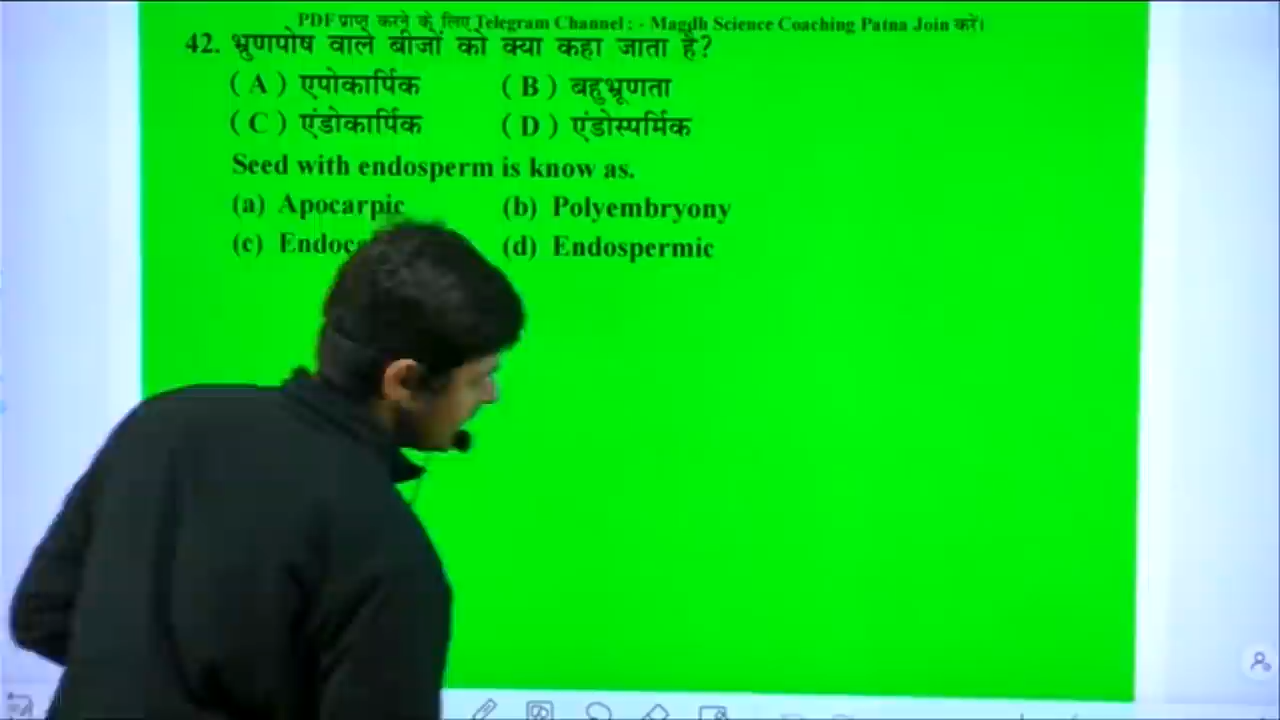 PDF प्राप्त करने के लिए Telegram Channel : - Magdh Science Coaching Patna Join करें।
42. भ्रुणपोष वाले बीजों को क्या कहा जाता है?
( A ) एपोकार्पिक ( B ) बहुभ्रूणता
( C ) एंडोकार्पिक ( D ) एंडोस्पर्मिक
Seed with endosperm is know as.
(a) Apocarpic (b) Polyembryony
(c) (d) Endospermic